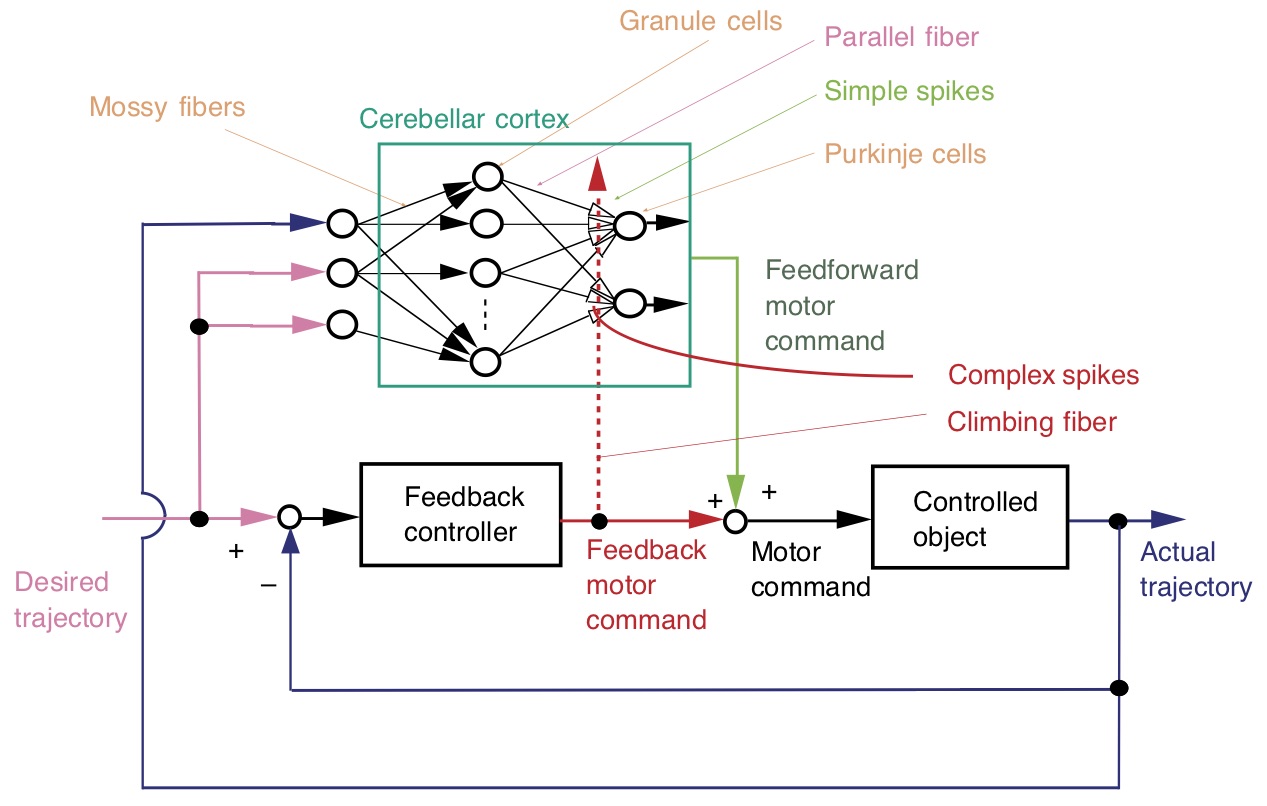 Granule cells
Parallel fiber
Mossy fibers
Simple spikes
Cerebellar cortex
Purkinje cells
Feedforward
motor
command
Complex spikes
Climbing fiber
Feedback
controller
+
+
Controlled
object
+
−
Desired
trajectory
Feedback
motor
command
Motor
command
Actual
trajectory